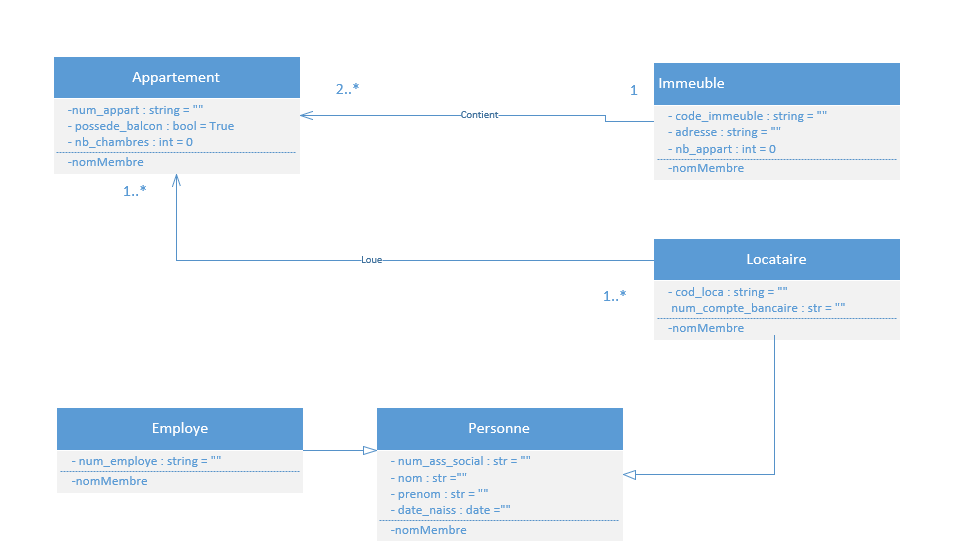 Appartement
-num_appart : string = ""
- possede_balcon : bool = True
- nb_chambres : int = 0
-nomMembre
2..*
1
Contient
Immeuble
- code_immeuble : string = ""
- adresse : string = ""
- nb_appart : int = 0
-nomMembre
1..*
Loue
1..*
Locataire
- cod_loca : string = ""
num_compte_bancaire : str = ""
-nomMembre
Employe
- num_employe : string = ""
-nomMembre
Personne
- num_ass_social : str = ""
- nom : str =""
- prenom : str = ""
- date_naiss : date =""
-nomMembre